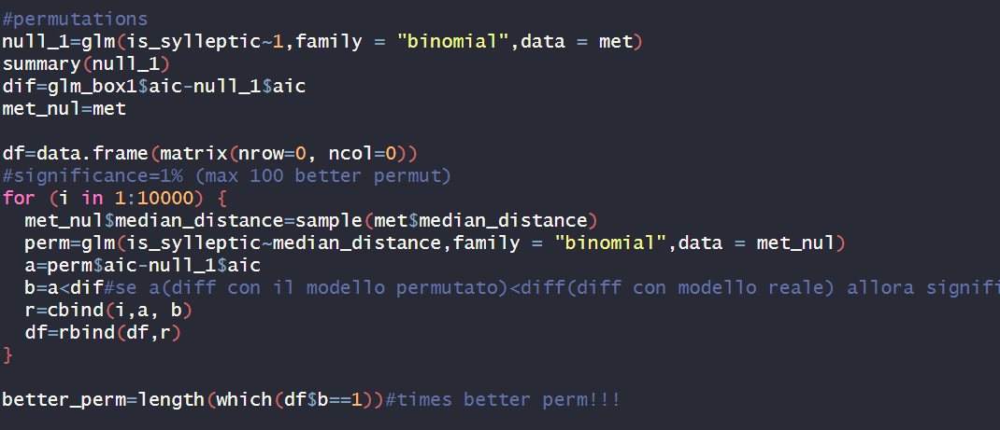 #permutations
null_1=glm(is_sylleptic~1,family = "binomial",data = met)
summary(null_1)
dif=glm_box1$aic-null_1$aic
met_nul=met
df=data.frame(matrix(nrow=0, ncol=0))
#significance=1% (max 100 better permut)
for (i in 1:10000) {
met_nul$median_distance=sample(met$median_distance)
perm=glm(is_sylleptic~median_distance,family = "binomial",data = met_nul)
a=perm$aic-null_1$aic
b=a<dif#se a(diff con il modello permutato)<diff(diff con modello reale) allora signifi
r=cbind(i,a, b)
df=rbind(df,r)
}
better_perm=length(which(df$b==1))#times better perm!!!